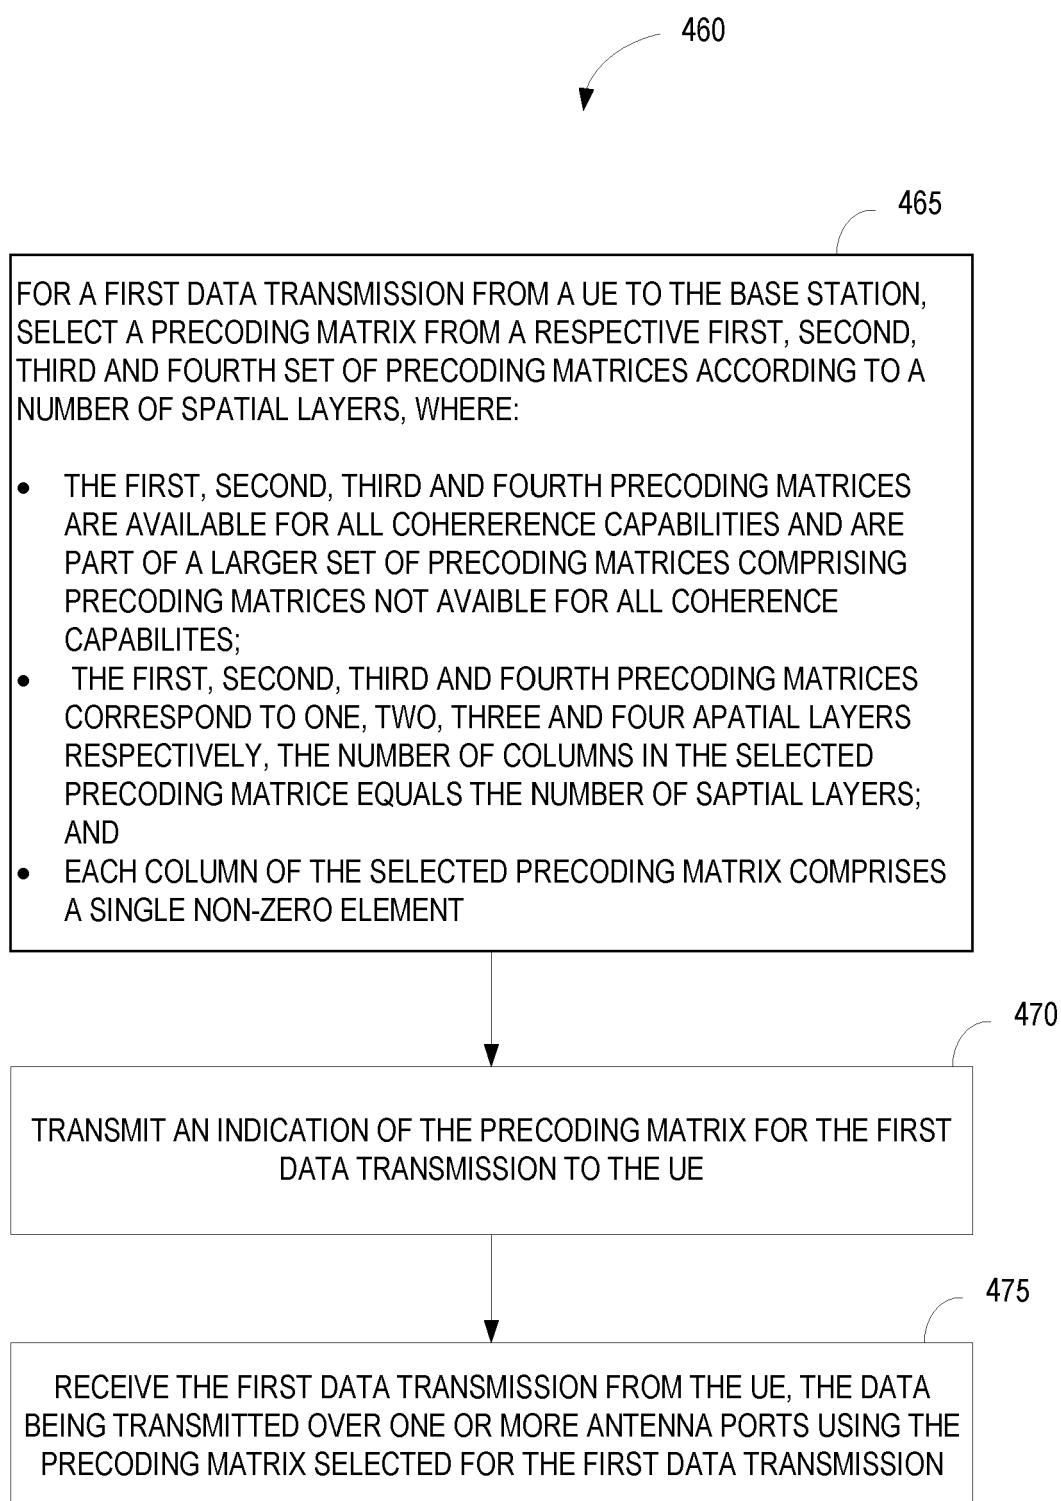 460
465
FOR A FIRST DATA TRANSMISSION FROM A UE TO THE BASE STATION,
SELECT A PRECODING MATRIX FROM A RESPECTIVE FIRST, SECOND,
THIRD AND FOURTH SET OF PRECODING MATRICES ACCORDING TO A
NUMBER OF SPATIAL LAYERS, WHERE:
• THE FIRST, SECOND, THIRD AND FOURTH PRECODING MATRICES
ARE AVAILABLE FOR ALL COHERERENCE CAPABILITIES AND ARE
PART OF A LARGER SET OF PRECODING MATRICES COMPRISING
PRECODING MATRICES NOT AVAIBLE FOR ALL COHERENCE
CAPABILITES;
• THE FIRST, SECOND, THIRD AND FOURTH PRECODING MATRICES
CORRESPOND TO ONE, TWO, THREE AND FOUR APATIAL LAYERS
RESPECTIVELY, THE NUMBER OF COLUMNS IN THE SELECTED
PRECODING MATRICE EQUALS THE NUMBER OF SAPTIAL LAYERS;
AND
• EACH COLUMN OF THE SELECTED PRECODING MATRIX COMPRISES
A SINGLE NON-ZERO ELEMENT
470
TRANSMIT AN INDICATION OF THE PRECODING MATRIX FOR THE FIRST
DATA TRANSMISSION TO THE UE
475
RECEIVE THE FIRST DATA TRANSMISSION FROM THE UE, THE DATA
BEING TRANSMITTED OVER ONE OR MORE ANTENNA PORTS USING THE
PRECODING MATRIX SELECTED FOR THE FIRST DATA TRANSMISSION